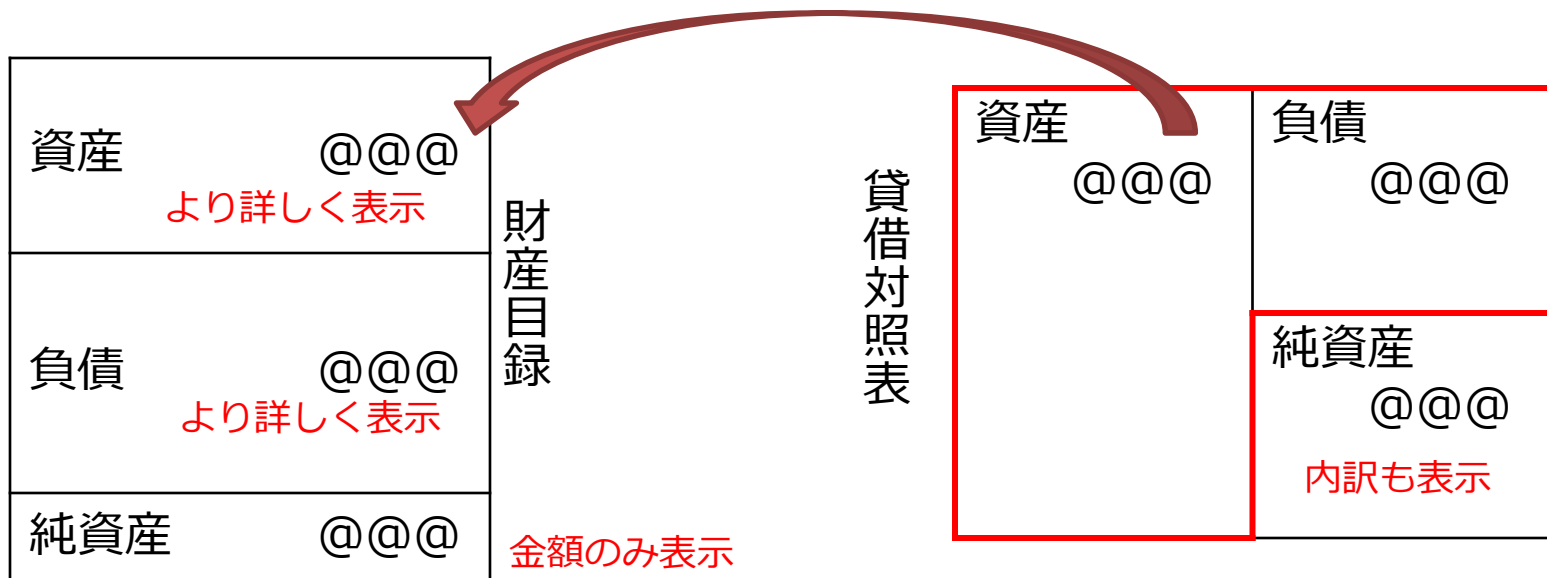 資産 @@@
より詳しく表示
負債 @@@
より詳しく表示
純資産 @@@
金額のみ表示
財産目録
貸借対照表
資産
@@@
負債
@@@
純資産
@@@
内訳も表示